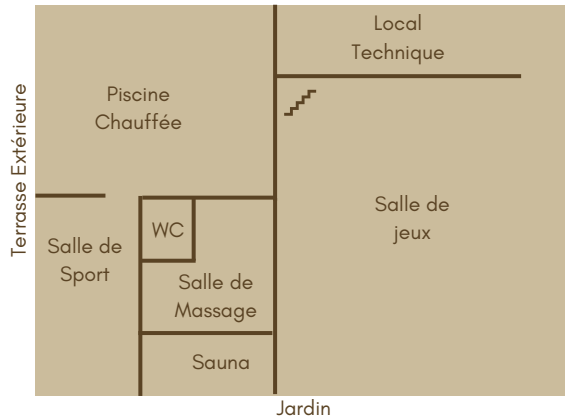 Local
Technique
Piscine
Chauffée
Terrasse Extérieure
Salle de
jeux
WC
Salle de
Sport
Salle de
Massage
Sauna
Jardin